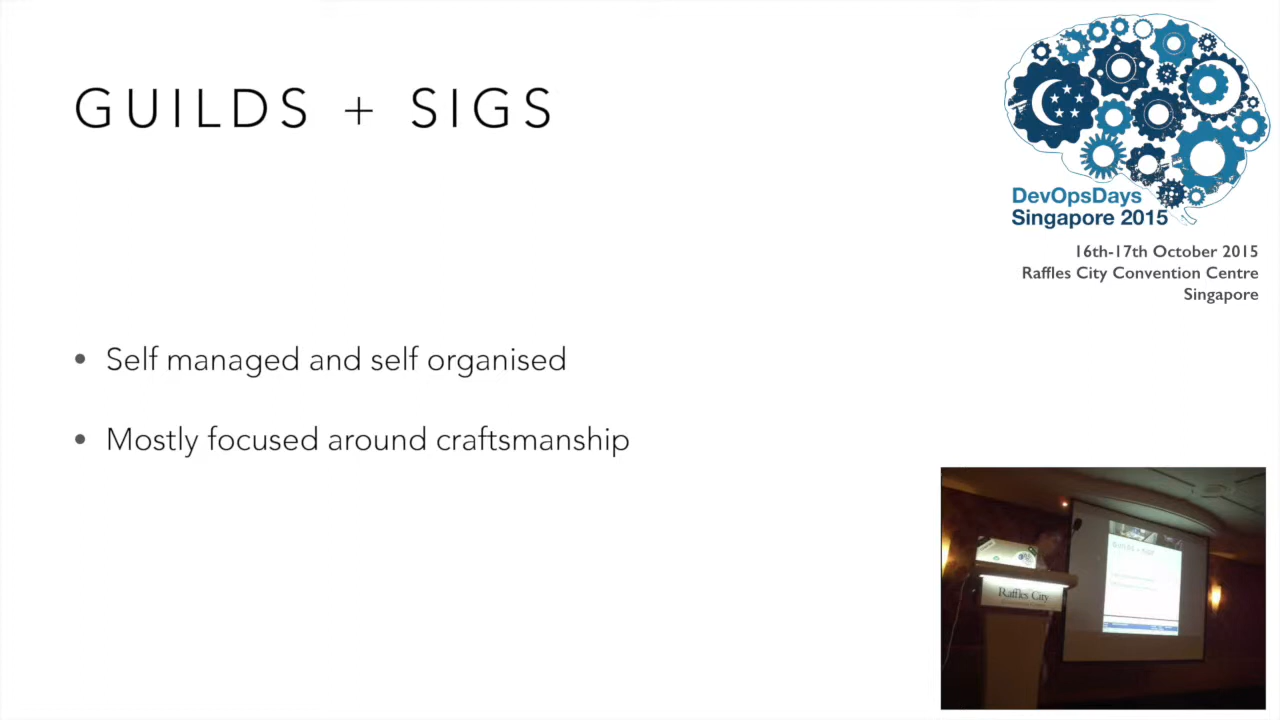 GUILDS + SIGS
• Self managed and self organised
• Mostly focused around craftsmanship
DevOpsDays
Singapore 2015
16th-17th October 2015
Raffles City Convention Centre
Singapore
Raffles City